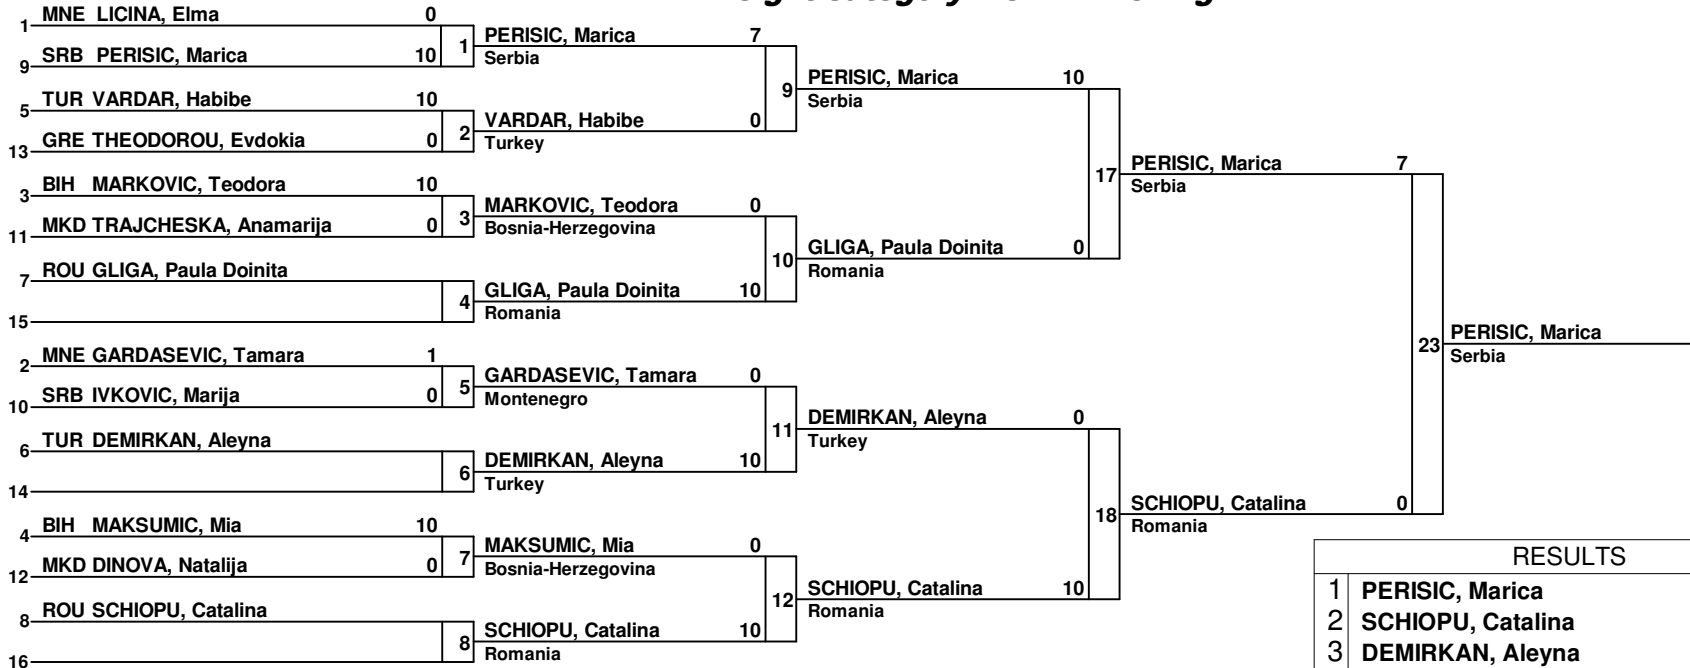 1 MNE LICINA, Elma 0
9 SRB PERISIC, Marica 10
1
5 TUR VARDAR, Habibe 10
13 GRE THEODOROU, Evdokia 0
2
3 BIH MARKOVIC, Teodora 10
11 MKD TRAJCHESKA, Anamarija 0
3
7 ROU GLIGA, Paula Doinita
15
4
2 MNE GARDASEVIC, Tamara 1
10 SRB IVKOVIC, Marija 0
5
6 TUR DEMIRKAN, Aleyna
14
6
4 BIH MAKSUMIC, Mia 10
12 MKD DINOVA, Natalija 0
7
8 ROU SCHIOPU, Catalina
16
8
PERISIC, Marica 7
Serbia
9
VARDAR, Habibe 0
Turkey
MARKOVIC, Teodora 0
Bosnia-Herzegovina
10
GLIGA, Paula Doinita 10
Romania
GARDASEVIC, Tamara 0
Montenegro
11
DEMIRKAN, Aleyna 10
Turkey
MAKSUMIC, Mia 0
Bosnia-Herzegovina
12
SCHIOPU, Catalina 10
Romania
PERISIC, Marica 10
Serbia
17
GLIGA, Paula Doinita 0
Romania
DEMIRKAN, Aleyna 0
Turkey
18
SCHIOPU, Catalina 10
Romania
PERISIC, Marica 7
Serbia
23
SCHIOPU, Catalina 0
Romania
PERISIC, Marica
Serbia
RESULTS
1 PERISIC, Marica
2 SCHIOPU, Catalina
3 DEMIRKAN, Aleyna